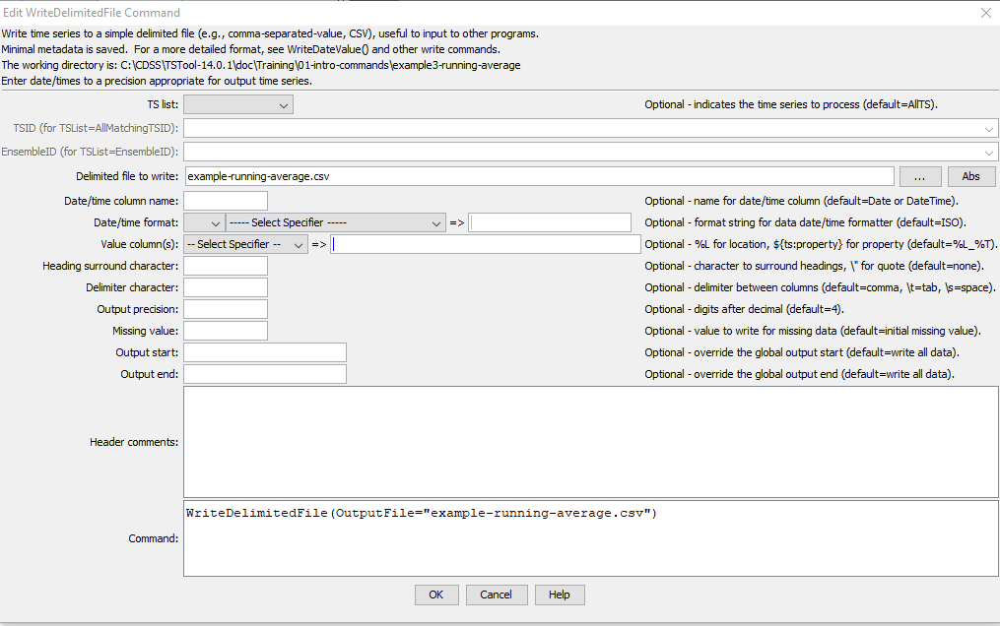 Edit WriteDelimitedFile Command
Write time series to a simple delimited file (e.g., comma-separated-value, CSV), useful to input to other programs.
Minimal metadata is saved.  For a more detailed format, see WriteDateValue() and other write commands.
The working directory is: C:\CDSS\TSTool-14.0.1\doc\Training\01-intro-commands\example3-running-average
Enter date/times to a precision appropriate for output time series.
TS list: Optional - indicates the time series to process (default=AllTS).
TSID (for TSList=AllMatchingTSID):
EnsembleID (for TSList=EnsembleID):
Delimited file to write: example-running-average.csv ... Abs
Date/time column name: Optional - name for date/time column (default=Date or DateTime).
Date/time format: ----- Select Specifier ----- => Optional - format string for data date/time formatter (default=ISO).
Value column(s): -- Select Specifier -- => Optional - %L for location, ${ts:property} for property (default=%L_%T).
Heading surround character: Optional - character to surround headings, \" for quote (default=none).
Delimiter character: Optional - delimiter between columns (default=comma, \t=tab, \s=space).
Output precision: Optional - digits after decimal (default=4).
Missing value: Optional - value to write for missing data (default=initial missing value).
Output start: Optional - override the global output start (default=write all data).
Output end: Optional - override the global output end (default=write all data).
Header comments:
WriteDelimitedFile(OutputFile="example-running-average.csv")
Command:
OK Cancel Help